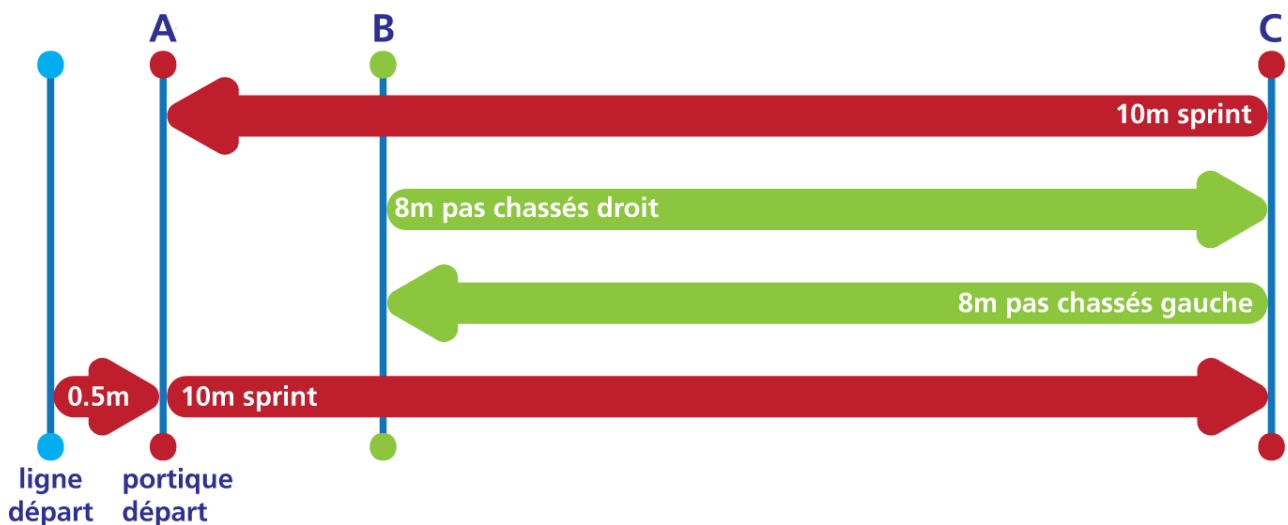 A
B
C
10m sprint
8m pas chassés droit
8m pas chassés gauche
0.5m
10m sprint
ligne
départ
portique
départ